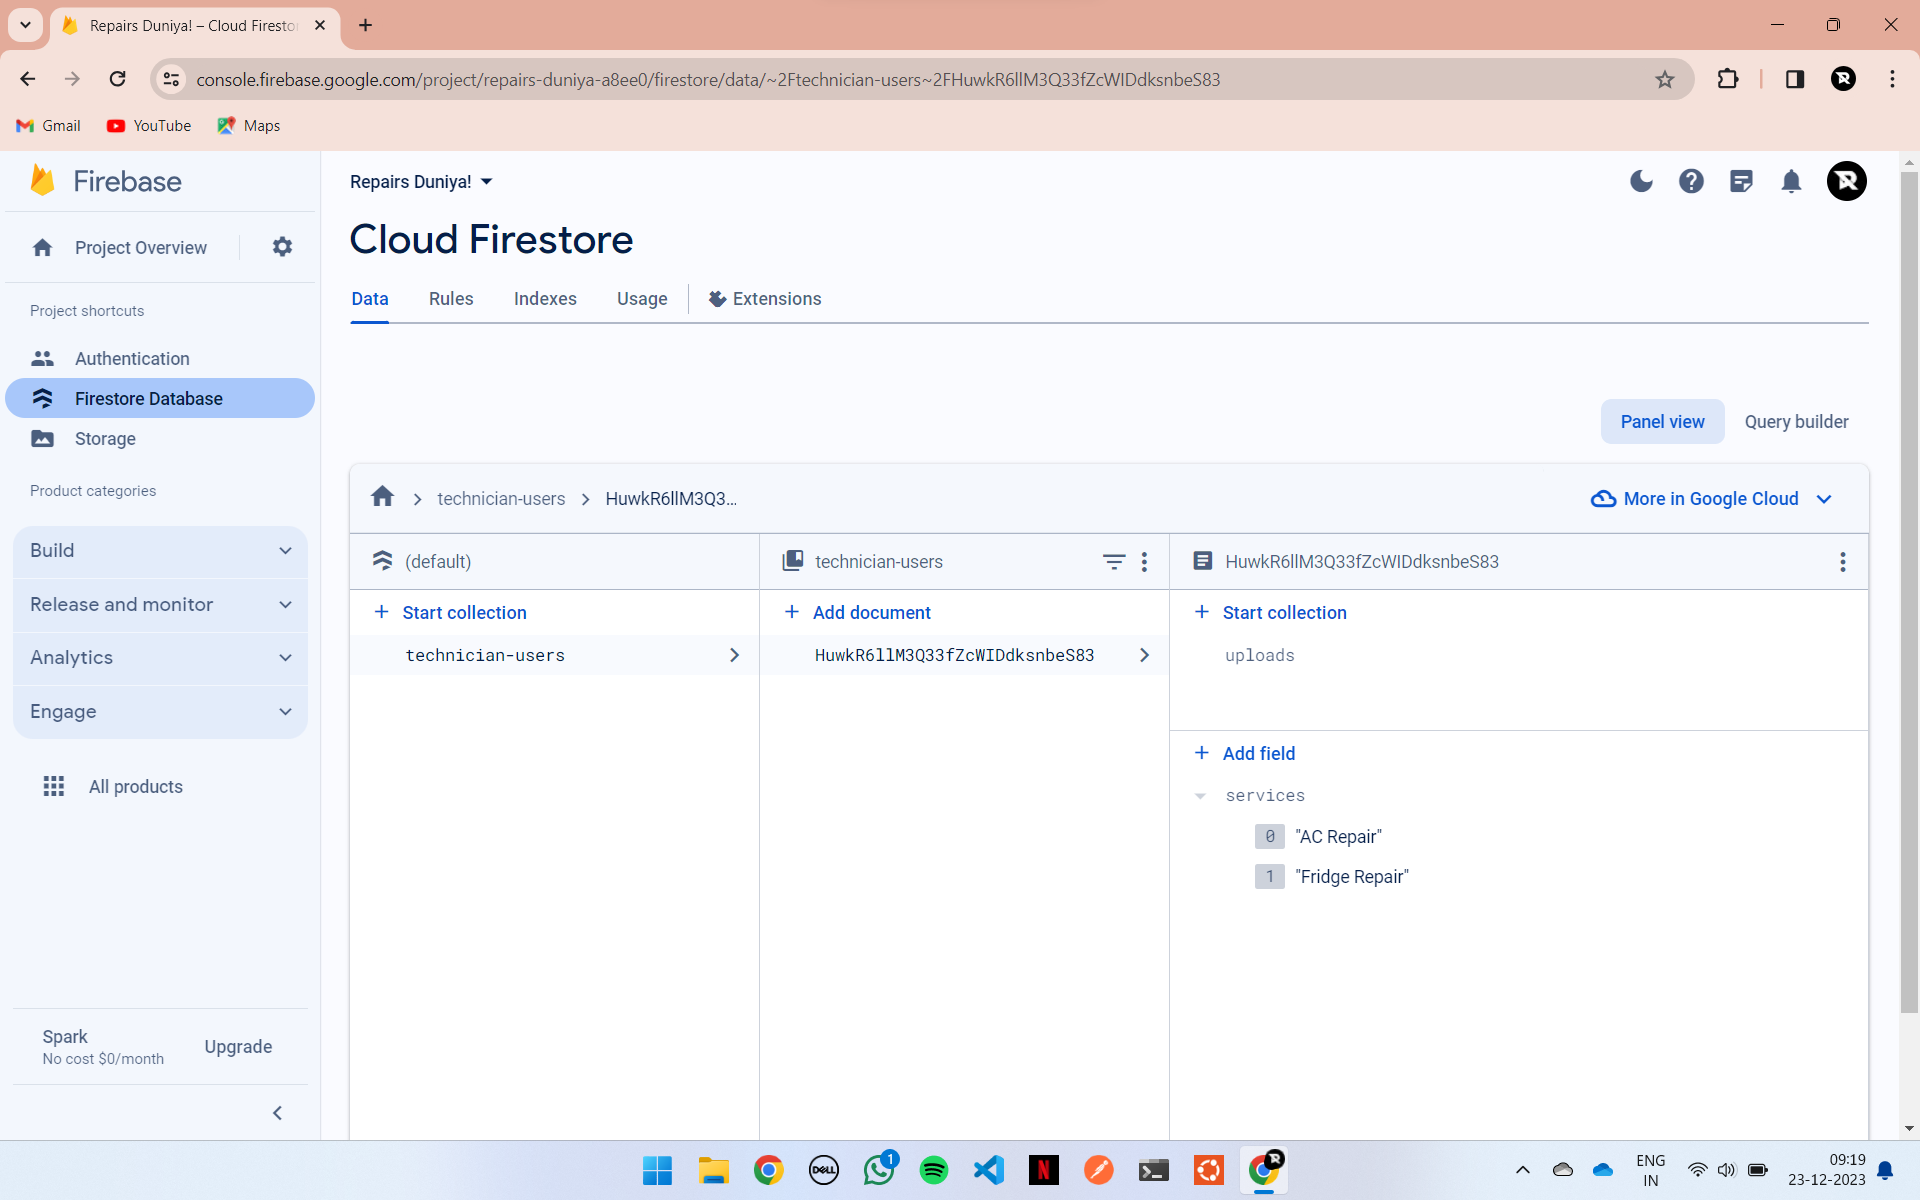 Repairs Duniya! – Cloud Firestor
console.firebase.google.com/project/repairs-duniya-a8ee0/firestore/data/~2Ftechnician-users~2FHuwkR6llM3Q33fZcWIDdksnbeS83
Gmail YouTube Maps
Firebase
Project Overview
Project shortcuts
Authentication
Firestore Database
Storage
Product categories
Build
Release and monitor
Analytics
Engage
All products
Spark
No cost $0/month
Upgrade
Repairs Duniya!
Cloud Firestore
Data Rules Indexes Usage Extensions
Panel view Query builder
technician-users HuwkR6llM3Q3...
More in Google Cloud
(default)
Start collection
technician-users
technician-users
Add document
HuwkR6llM3Q33fZcWIDdksnbeS83
HuwkR6llM3Q33fZcWIDdksnbeS83
Start collection
uploads
Add field
services
0 "AC Repair"
1 "Fridge Repair"
DELL
1
N
ENG
IN
09:19
23-12-2023